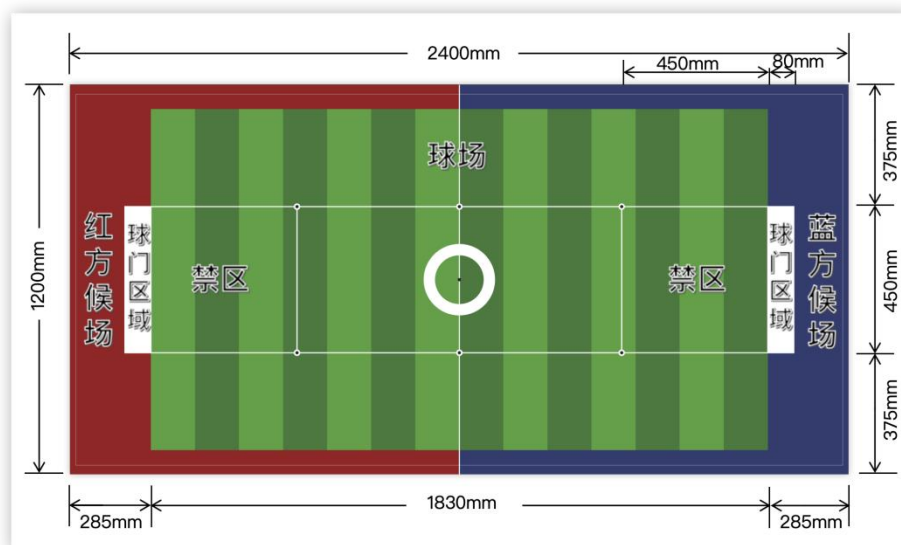 2400mm
450mm
80mm
375mm
球场
红方候场
球门区域
禁区
禁区
球门区域
蓝方候场
1200mm
450mm
375mm
285mm
1830mm
285mm